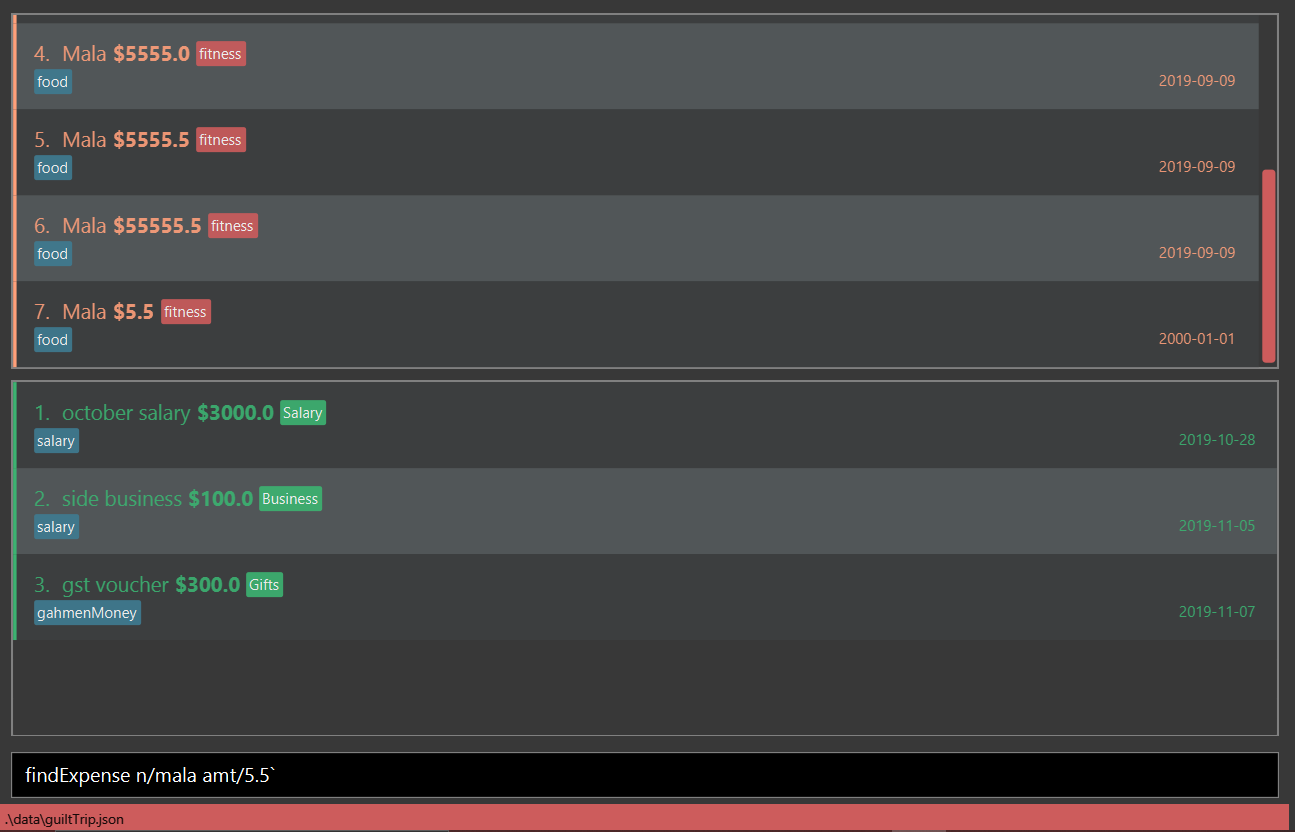 4. Mala $5555.0 fitness
food 2019-09-09
5. Mala $5555.5 fitness
food 2019-09-09
6. Mala $55555.5 fitness
food 2019-09-09
7. Mala $5.5 fitness
food 2000-01-01
1. october salary $3000.0 Salary
salary 2019-10-28
2. side business $100.0 Business
salary 2019-11-05
3. gst voucher $300.0 Gifts
gahmenMoney 2019-11-07
findExpense n/mala amt/5.5`
.\data\guiltTrip.json